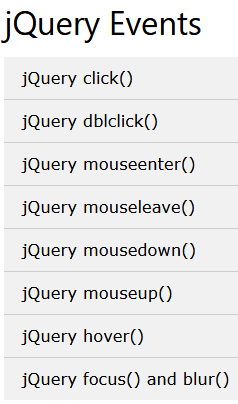 jQuery Events
jQuery click()
jQuery dblclick()
jQuery mouseenter()
jQuery mouseleave()
jQuery mousedown()
jQuery mouseup()
jQuery hover()
jQuery focus() and blur()